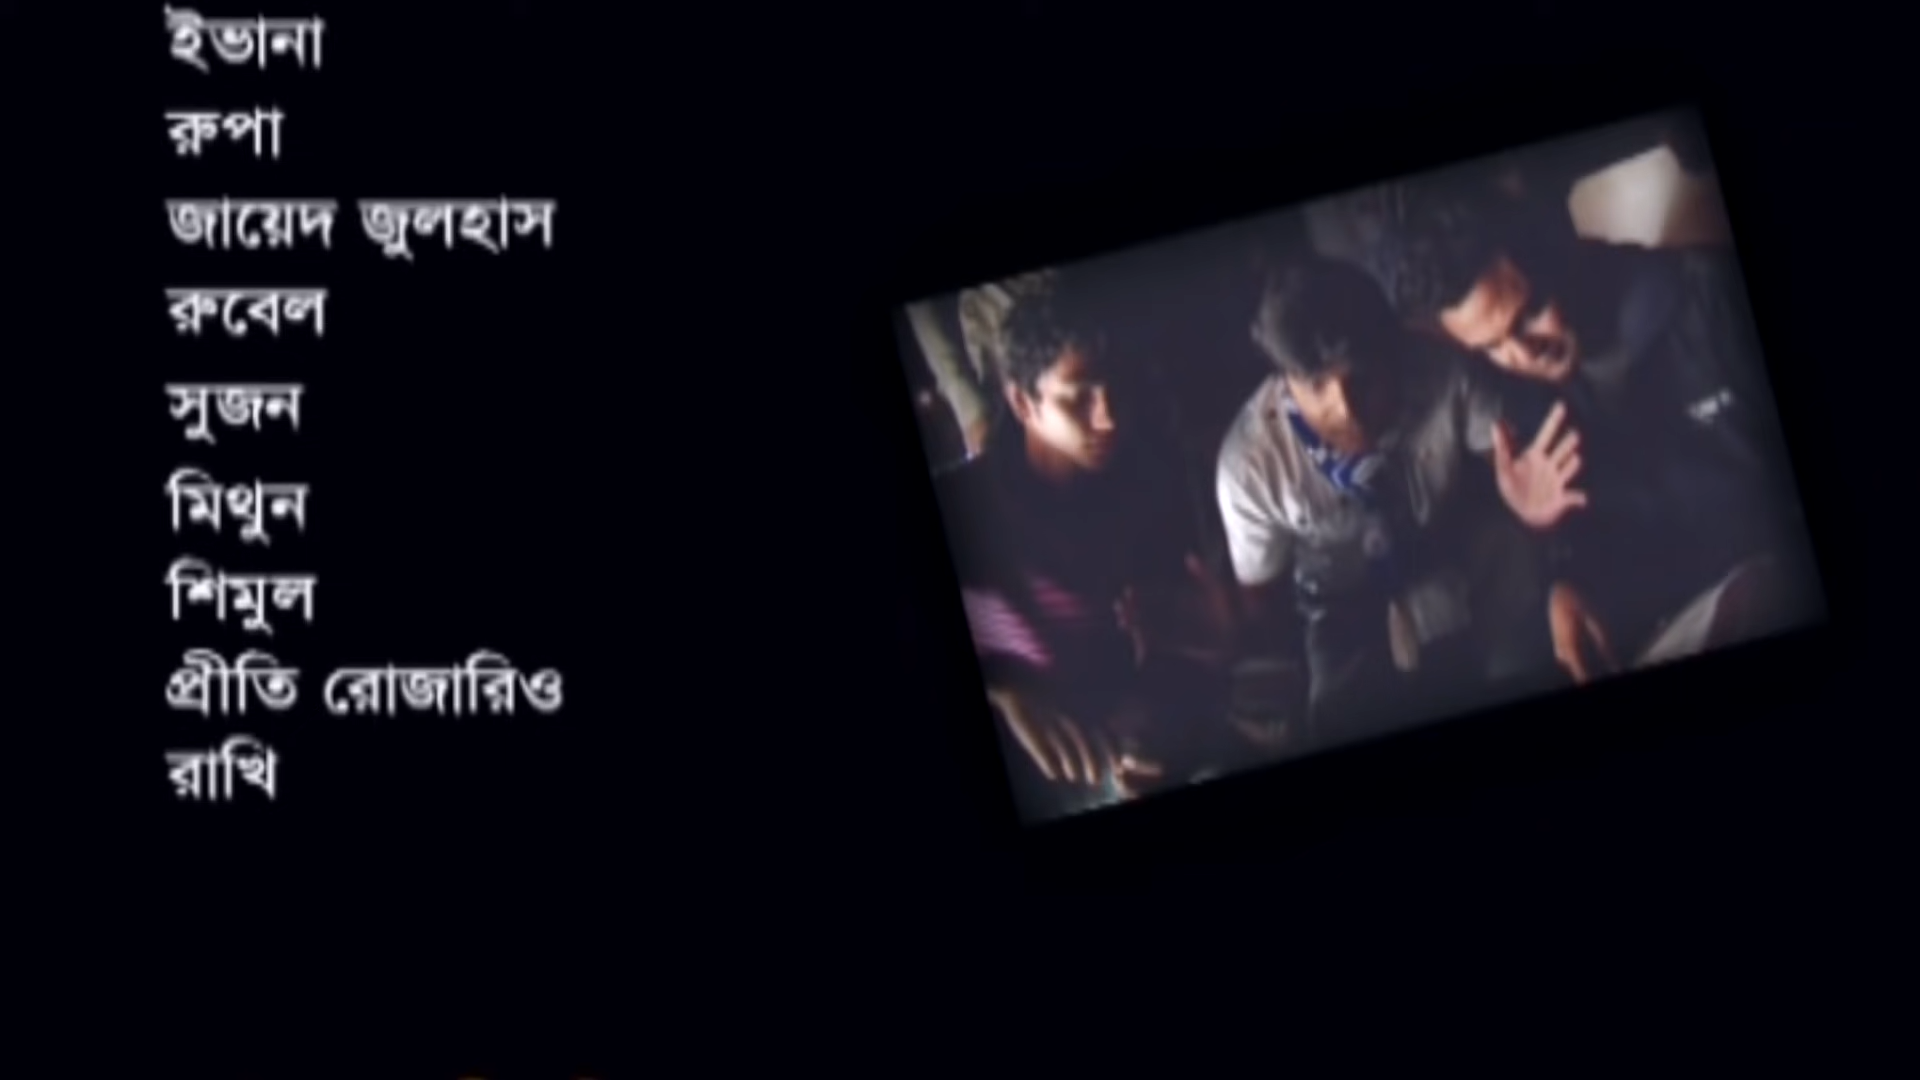 ইভানা
রুপা
জায়েদ জুলহাস
রুবেল
সুজন
মিথুন
শিমুল
প্রীতি রোজারিও
রাখি